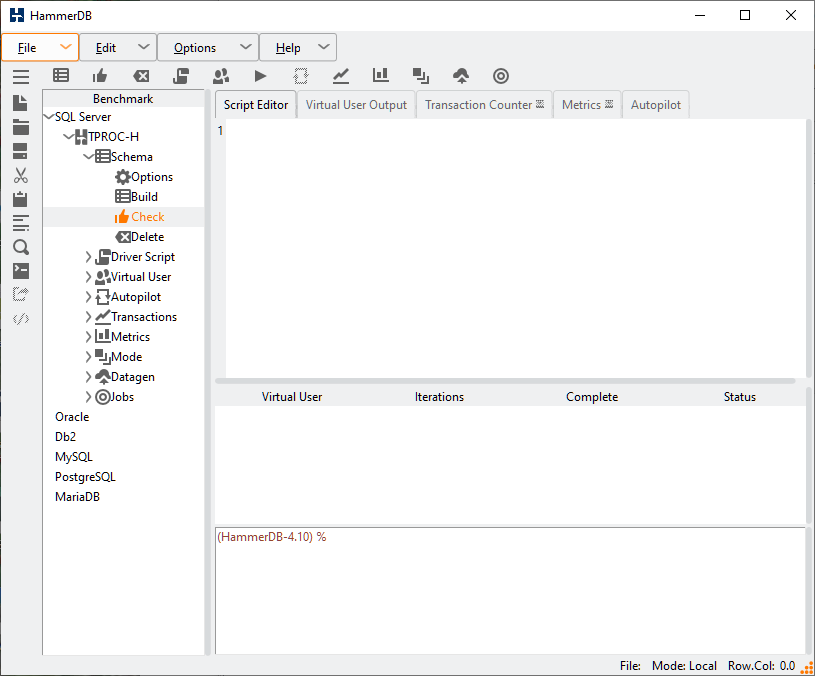 HammerDB
File Edit Options Help
Benchmark
SQL Server
TPROC-H
Schema
Options
Build
Check
Delete
Driver Script
Virtual User
Autopilot
Transactions
Metrics
Mode
Datagen
Jobs
Oracle
Db2
MySQL
PostgreSQL
MariaDB
Script Editor Virtual User Output Transaction Counter Metrics Autopilot
1
Virtual User Iterations Complete Status
(HammerDB-4.10) %
File: Mode: Local Row.Col: 0.0